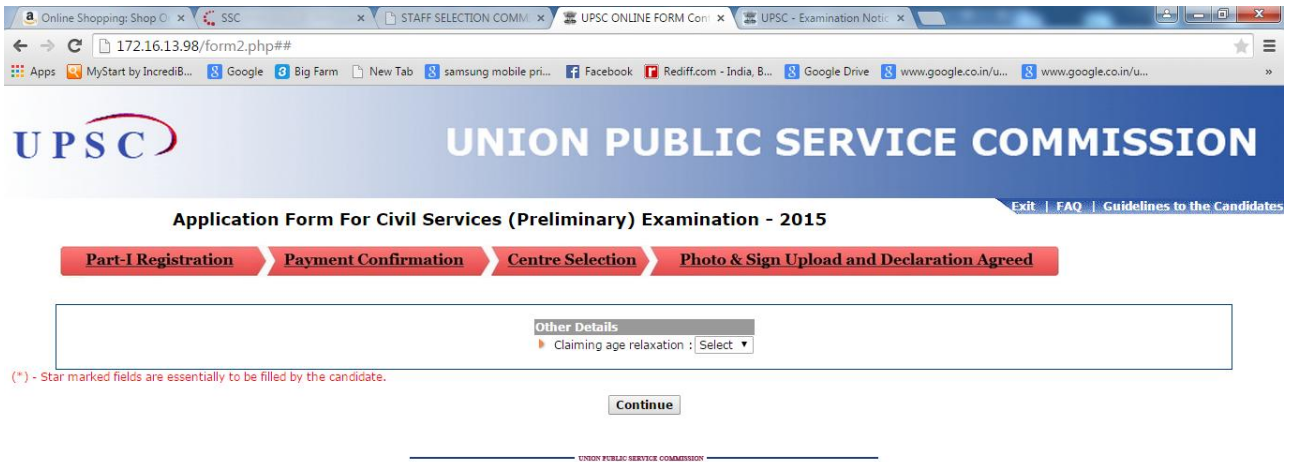 Online Shopping: Shop O
SSC
STAFF SELECTION COMM
UPSC ONLINE FORM Con
UPSC - Examination Notic
172.16.13.98/form2.php##
Apps MyStart by IncrediB... Google Big Farm New Tab samsung mobile pri... Facebook Rediff.com - India, B... Google Drive www.google.co.in/u... www.google.co.in/u... »
UPSC
UNION PUBLIC SERVICE COMMISSION
Exit | FAQ | Guidelines to the Candidates
Application Form For Civil Services (Preliminary) Examination - 2015
Part-I Registration Payment Confirmation Centre Selection Photo & Sign Upload and Declaration Agreed
Other Details
Claiming age relaxation : Select
(*) - Star marked fields are essentially to be filled by the candidate.
Continue
UNION PUBLIC SERVICE COMMISSION